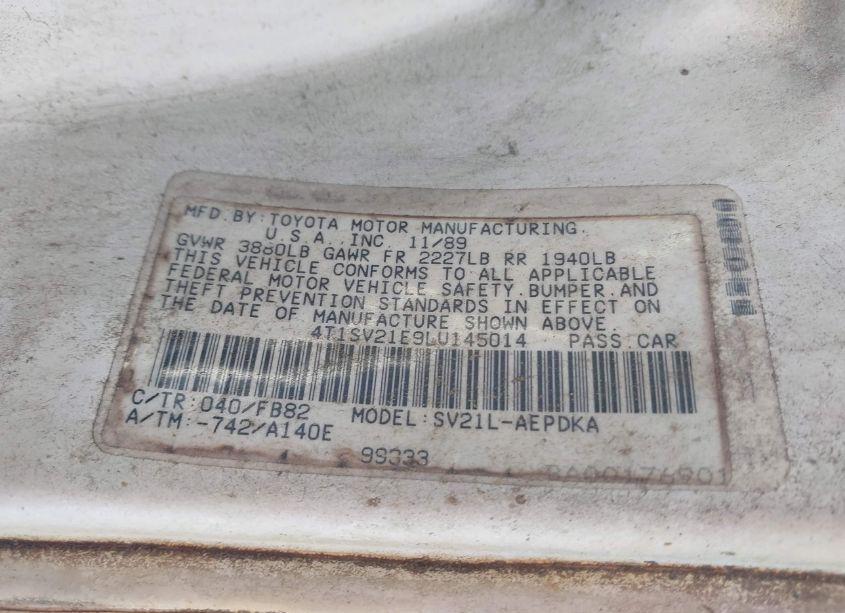 MFD.BY:TOYOTA MOTOR MANUFACTURING.
U.S.A.,INC. 11/89
GVWR 3880LB GAWR FR 2227LB RR 1940LB
THIS VEHICLE CONFORMS TO ALL APPLICABLE
FEDERAL MOTOR VEHICLE SAFETY.BUMPER.AND
THEFT PREVENTION STANDARDS IN EFFECT ON
THE DATE OF MANUFACTURE SHOWN ABOVE.
4T1SV21E9LU145014 PASS.CAR
C/TR:040/FB82 MODEL:SV21L-AEPDKA
A/TM:-742/A140E
99333